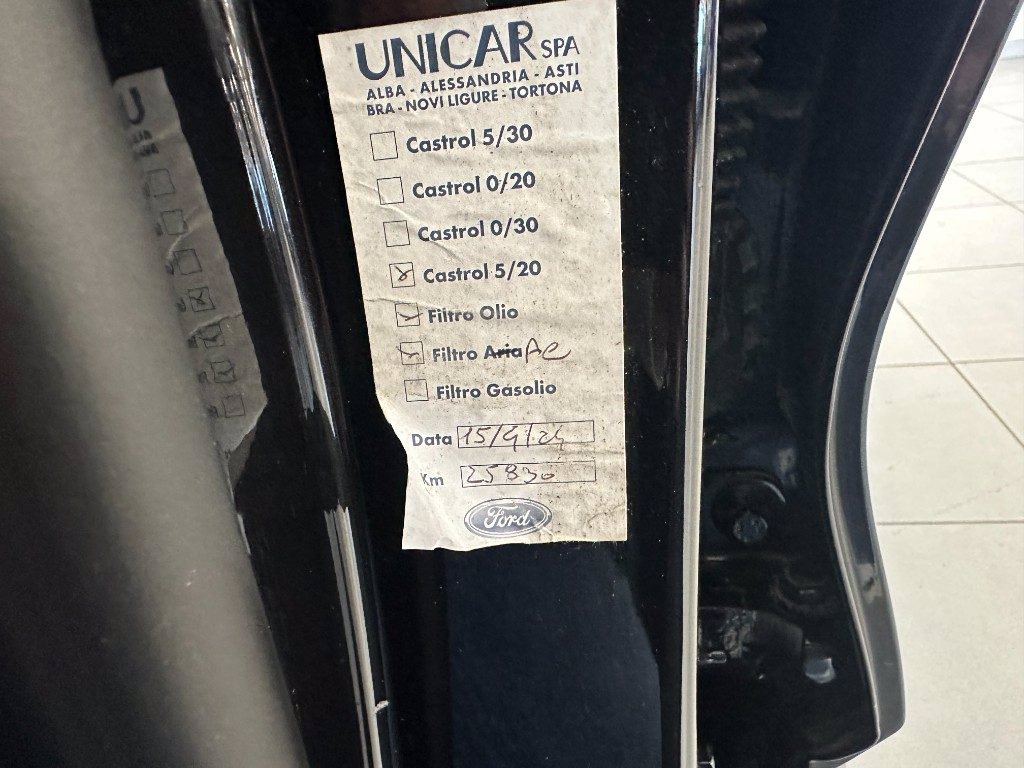 UNICAR SPA
ALBA - ALESSANDRIA - ASTI
BRA - NOVI LIGURE - TORTONA
Castrol 5/30
Castrol 0/20
Castrol 0/30
Castrol 5/20
Filtro Olio
Filtro Aria AC
Filtro Gasolio
Data 15/4/24
Km 25830
Ford